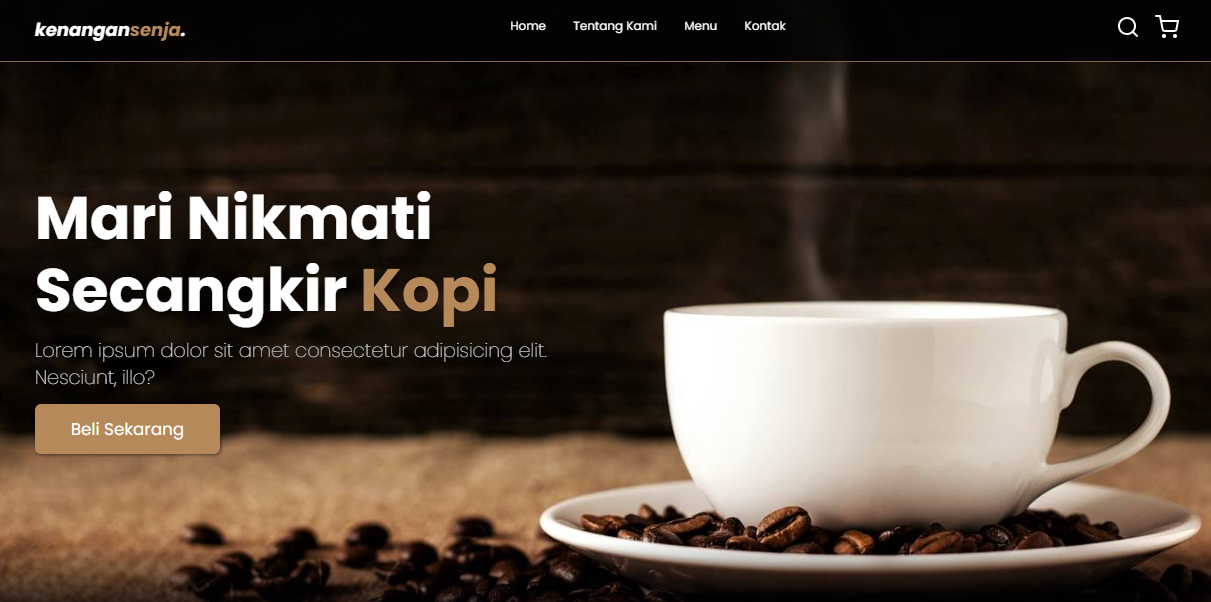 kenangansenja.
Home Tentang Kami Menu Kontak
Mari Nikmati
Secangkir Kopi
Lorem ipsum dolor sit amet consectetur adipisicing elit.
Nesciunt, illo?
Beli Sekarang